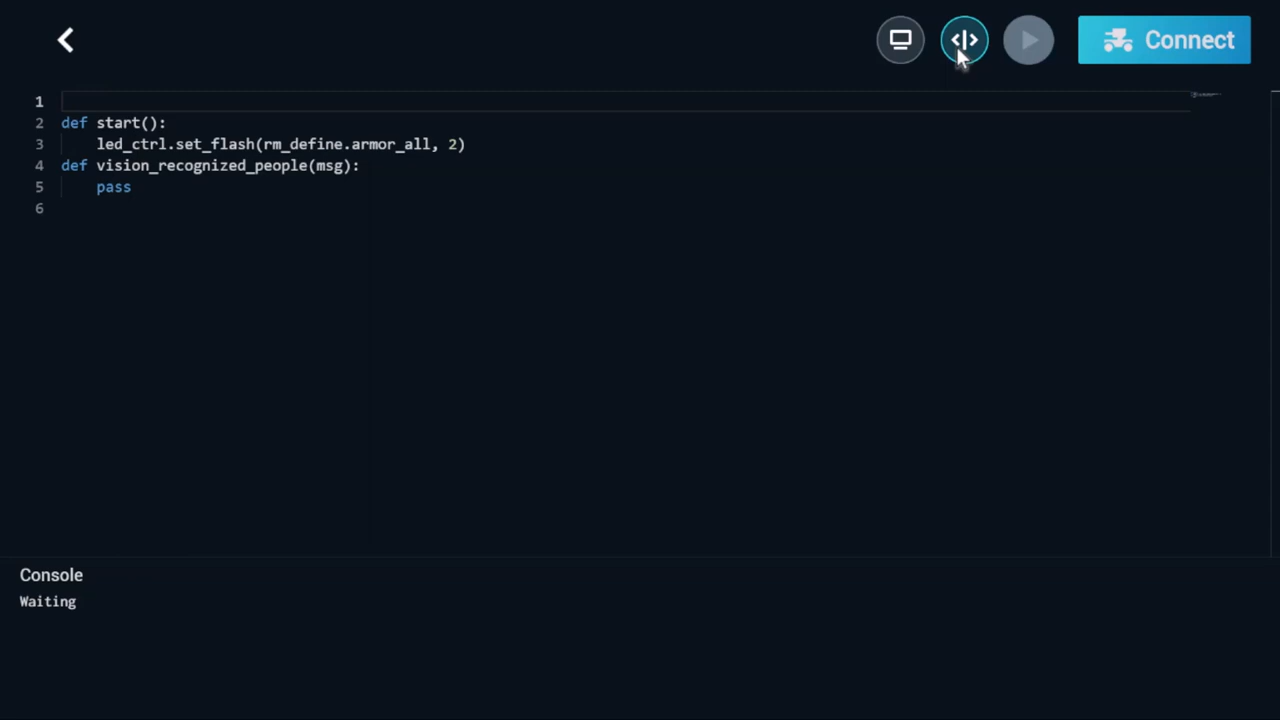 Connect
1
2 def start():
3 led_ctrl.set_flash(rm_define.armor_all, 2)
4 def vision_recognized_people(msg):
5 pass
6
Console
Waiting